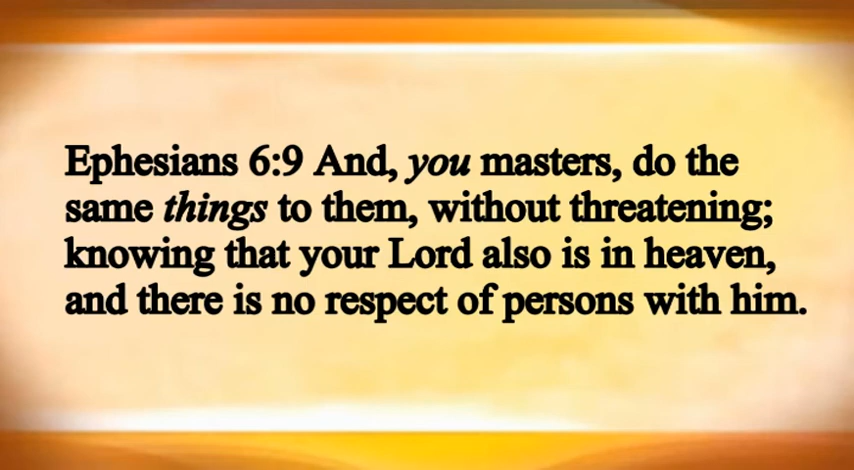 Ephesians 6:9 And, you masters, do the
same things to them, without threatening;
knowing that your Lord also is in heaven,
and there is no respect of persons with him.